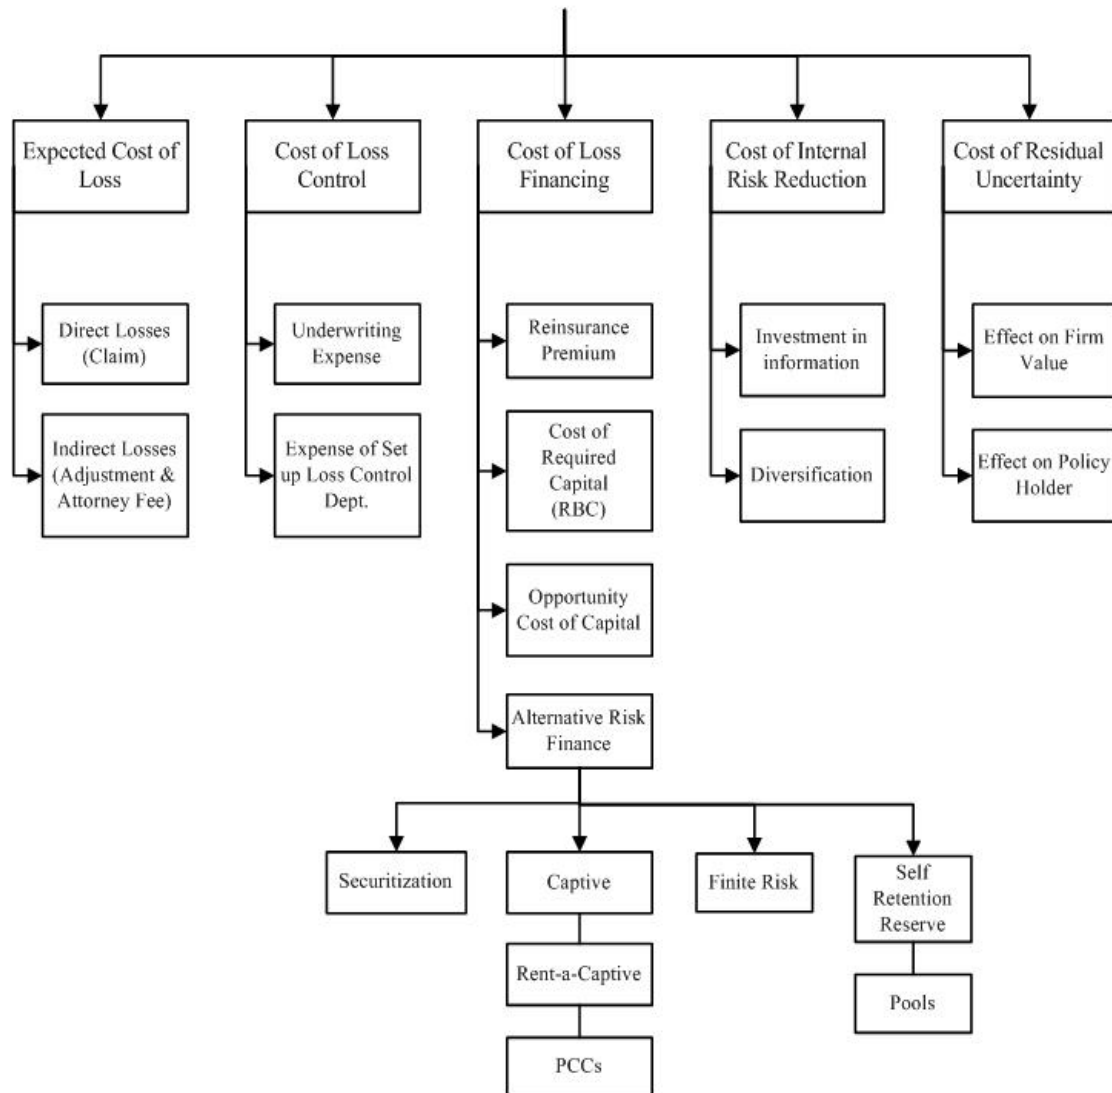 Expected Cost of
Loss
Cost of Loss
Control
Cost of Loss
Financing
Cost of Internal
Risk Reduction
Cost of Residual
Uncertainty
Direct Losses
(Claim)
Underwriting
Expense
Reinsurance
Premium
Investment in
information
Effect on Firm
Value
Indirect Losses
(Adjustment &
Attorney Fee)
Expense of Set
up Loss Control
Dept.
Cost of
Required
Capital
(RBC)
Diversification
Effect on Policy
Holder
Opportunity
Cost of Capital
Alternative Risk
Finance
Securitization
Captive
Finite Risk
Self
Retention
Reserve
Rent-a-Captive
Pools
PCCs